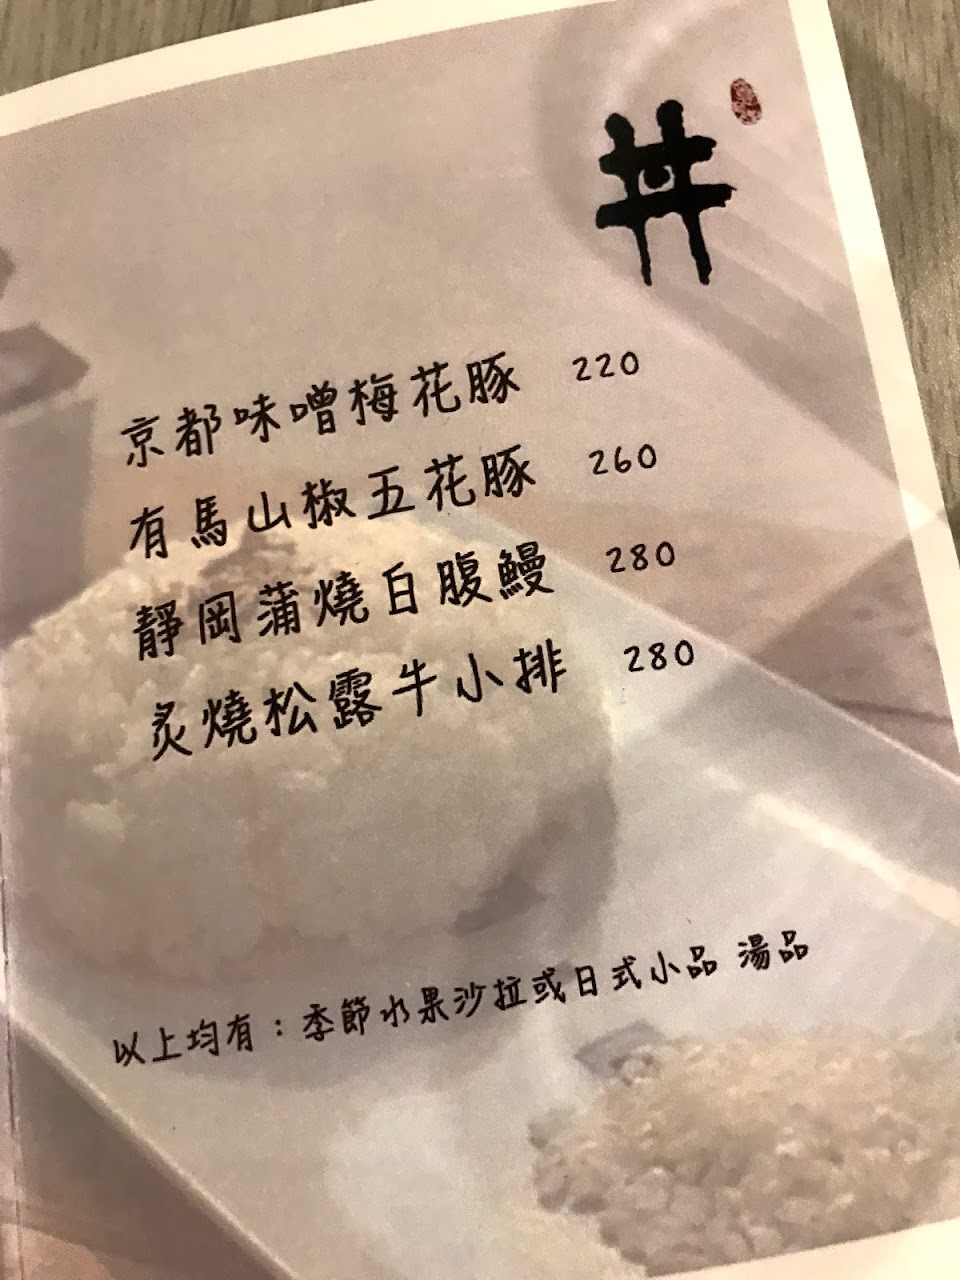 丼
京都味噌梅花豚 220
有馬山椒五花豚 260
靜岡蒲燒白腹鰻 280
炙燒松露牛小排 280
以上均有：季節水果沙拉或日式小品 湯品